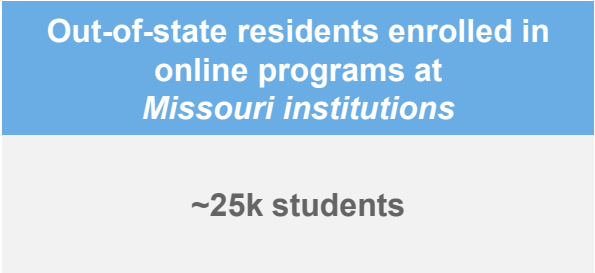 Out-of-state residents enrolled in
online programs at
Missouri institutions
~25k students